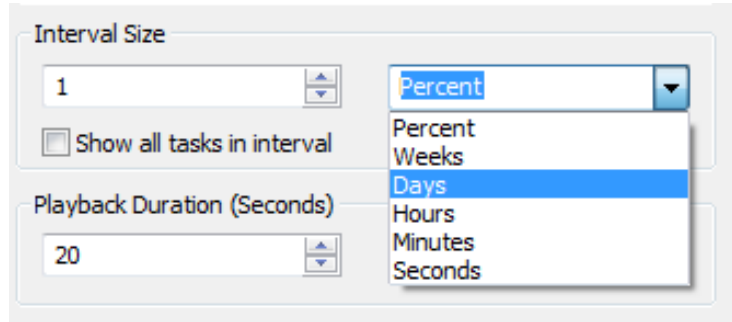 Interval Size
1
Percent
Show all tasks in interval
Percent
Weeks
Days
Hours
Minutes
Seconds
Playback Duration (Seconds)
20